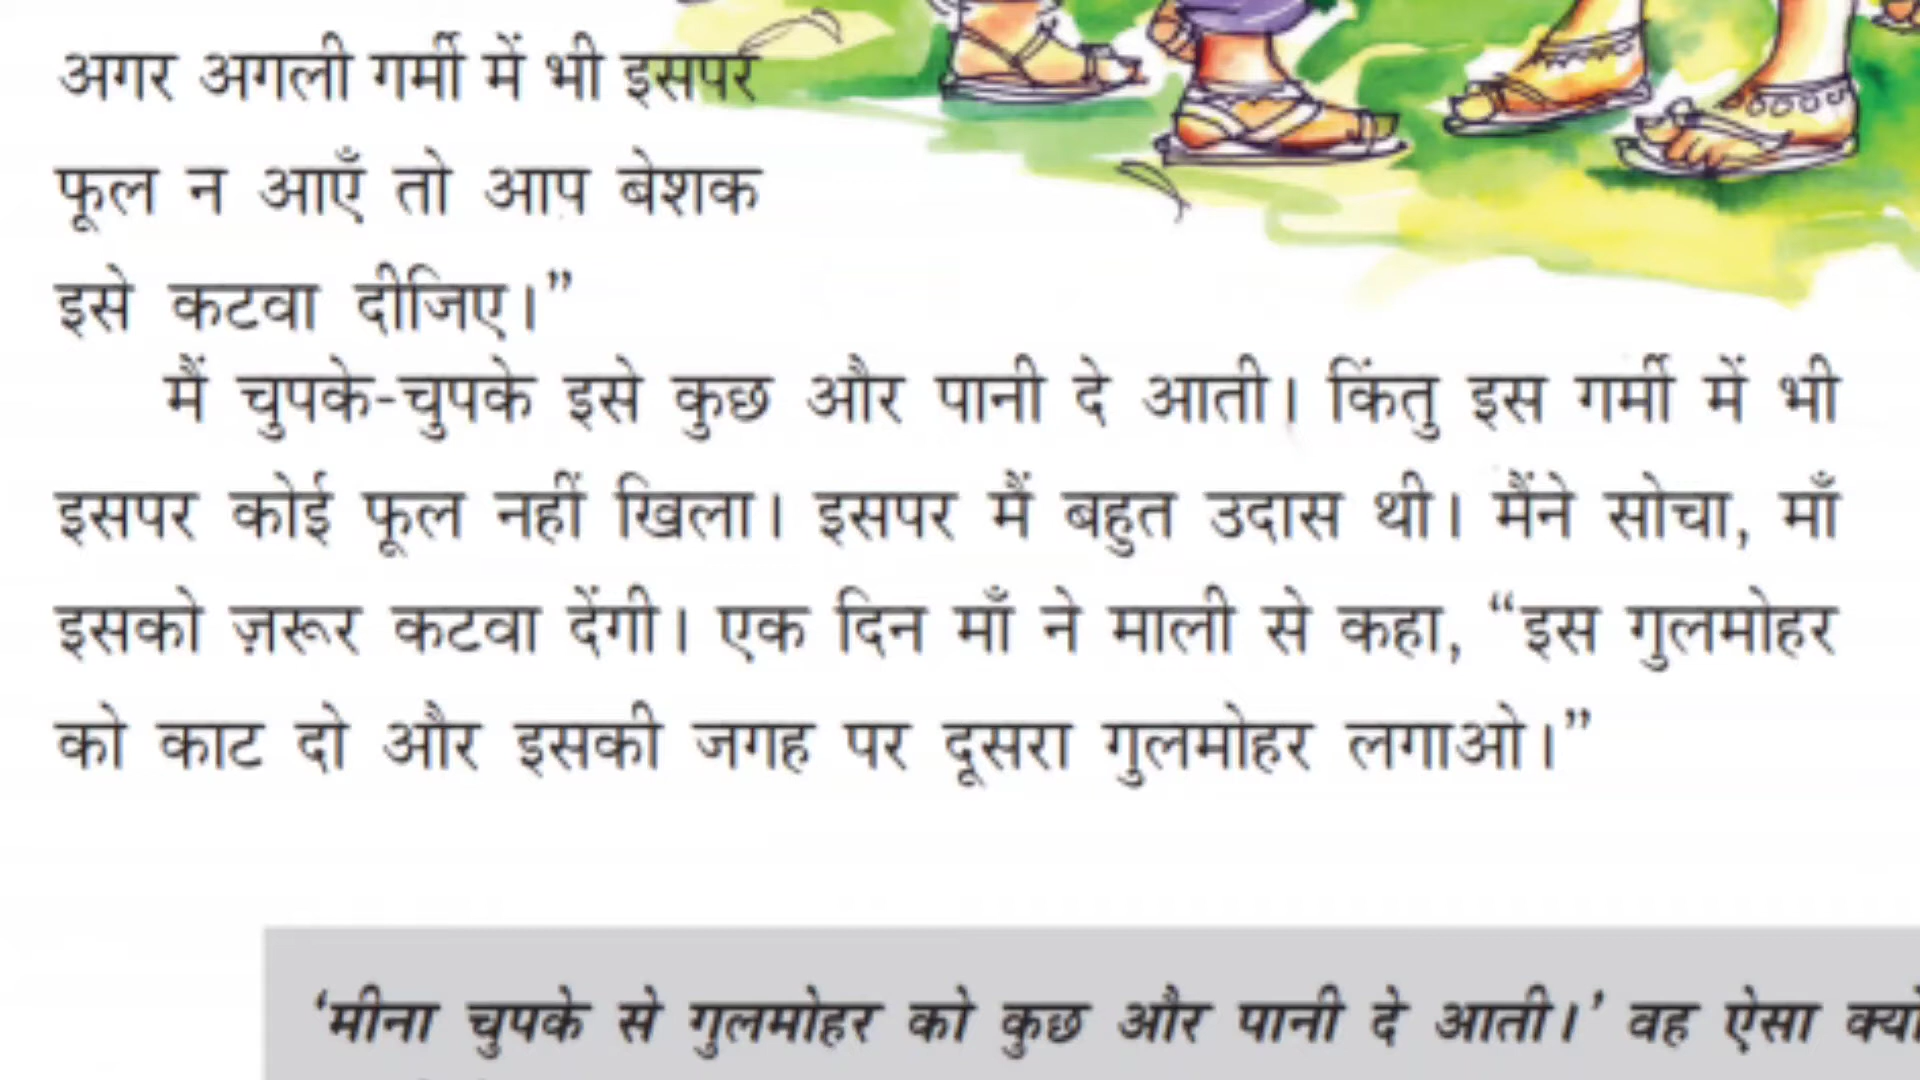 अगर अगली गर्मी में भी इसपर
फूल न आएँ तो आप बेशक
इसे कटवा दीजिए।”
मैं चुपके-चुपके इसे कुछ और पानी दे आती। किंतु इस गर्मी में भी
इसपर कोई फूल नहीं खिला। इसपर मैं बहुत उदास थी। मैंने सोचा, माँ
इसको ज़रूर कटवा देंगी। एक दिन माँ ने माली से कहा, “इस गुलमोहर
को काट दो और इसकी जगह पर दूसरा गुलमोहर लगाओ।”
‘मीना चुपके से गुलमोहर को कुछ और पानी दे आती।’ वह ऐसा